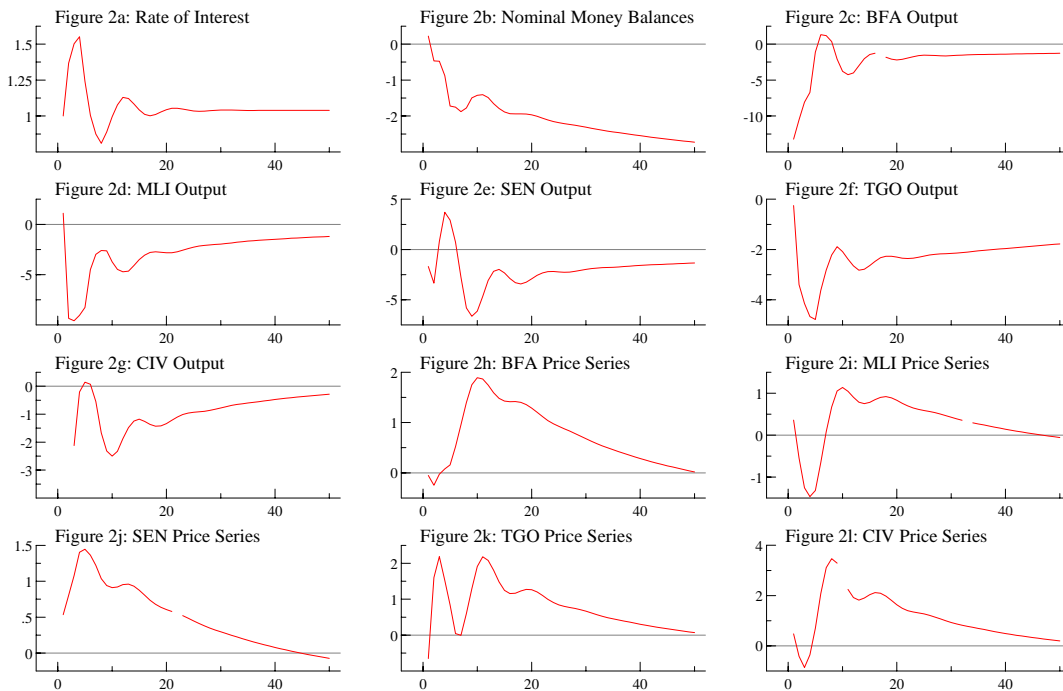 Figure 2a: Rate of Interest
1.5
1.25
1
0 20 40
Figure 2b: Nominal Money Balances
0
-1
-2
0 20 40
Figure 2c: BFA Output
0
-5
-10
0 20 40
Figure 2d: MLI Output
0
-5
0 20 40
Figure 2e: SEN Output
5
0
-5
0 20 40
Figure 2f: TGO Output
0
-2
-4
0 20 40
Figure 2g: CIV Output
0
-1
-2
-3
0 20 40
Figure 2h: BFA Price Series
2
1
0
0 20 40
Figure 2i: MLI Price Series
1
0
-1
0 20 40
Figure 2j: SEN Price Series
1.5
1
.5
0
0 20 40
Figure 2k: TGO Price Series
2
1
0
0 20 40
Figure 2l: CIV Price Series
4
2
0
0 20 40